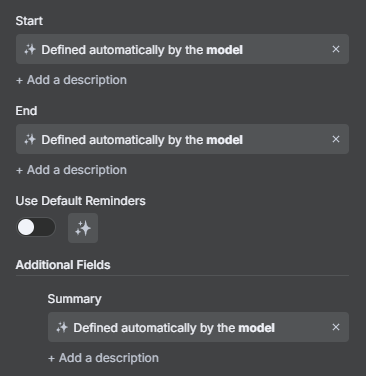 Start
Defined automatically by the model ×
+ Add a description
End
Defined automatically by the model ×
+ Add a description
Use Default Reminders
Additional Fields
Summary
Defined automatically by the model ×
+ Add a description